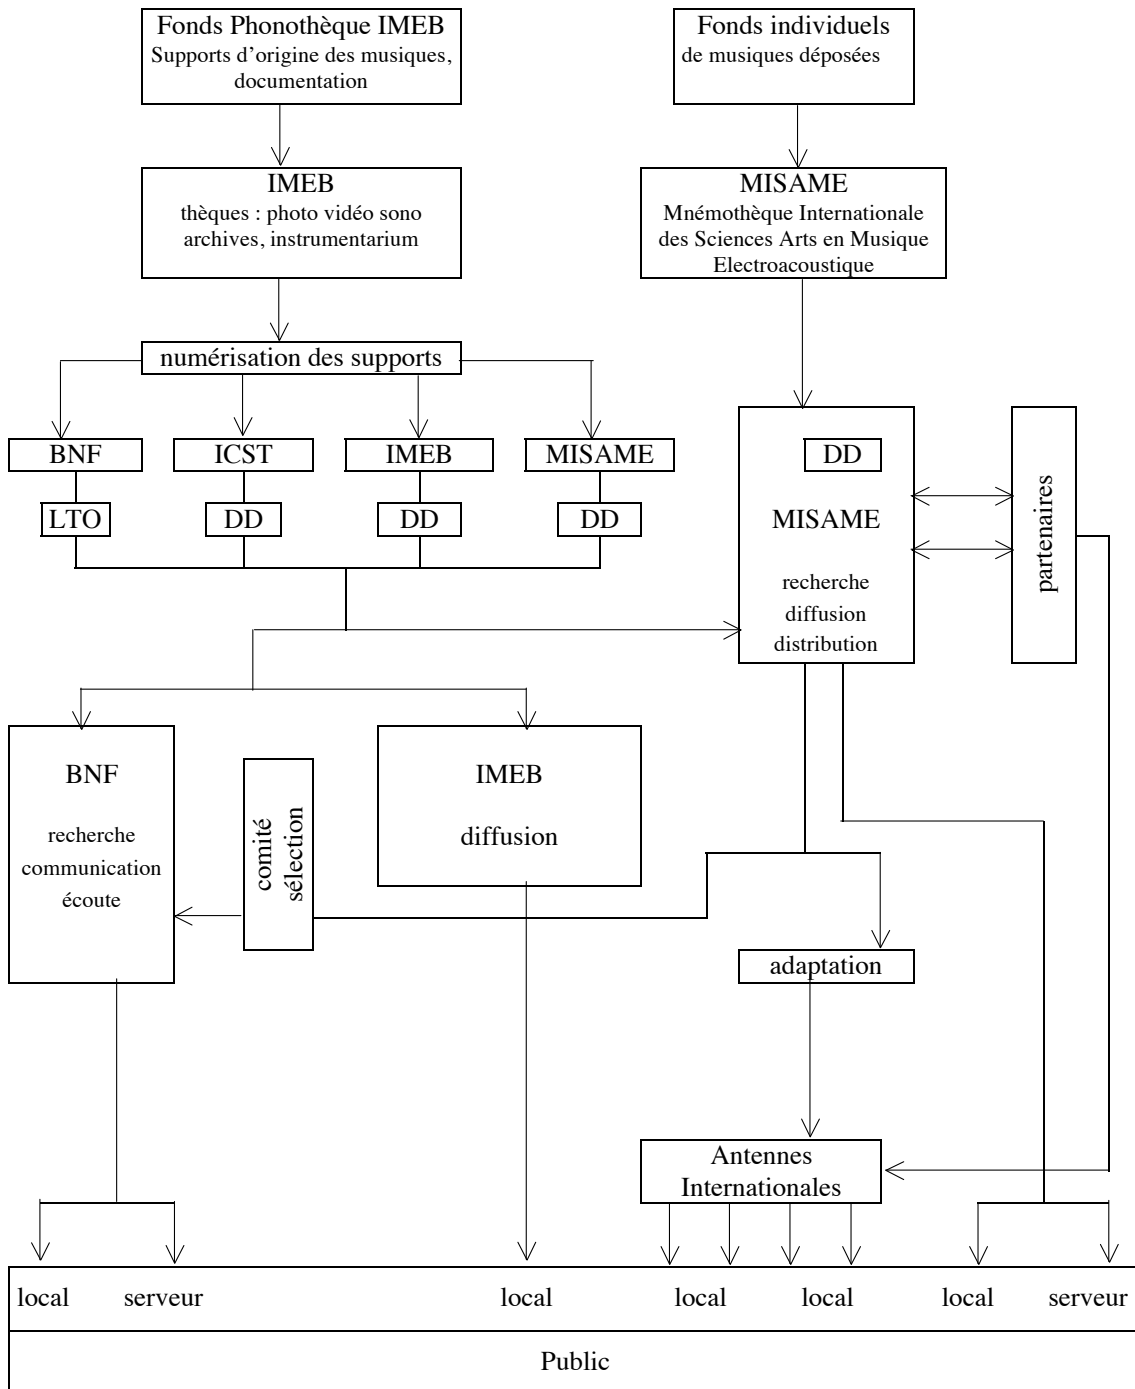 Fonds Phonothèque IMEB
Supports d’origine des musiques,
documentation
Fonds individuels
de musiques déposées
IMEB
thèques : photo vidéo sono
archives, instrumentarium
MISAME
Mnémothèque Internationale
des Sciences Arts en Musique
Electroacoustique
numérisation des supports
BNF
ICST
IMEB
MISAME
LTO
DD
DD
DD
DD
MISAME
recherche
diffusion
distribution
partenaires
BNF
recherche
communication
écoute
comité
sélection
IMEB
diffusion
adaptation
Antennes
Internationales
local
serveur
local
local
local
local
serveur
Public